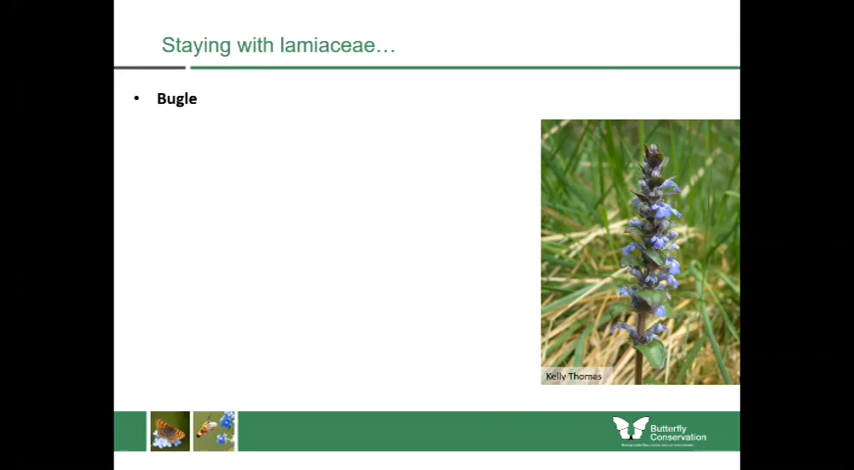 Staying with lamiaceae…
• Bugle
Kelly Thomas
Butterfly
Conservation